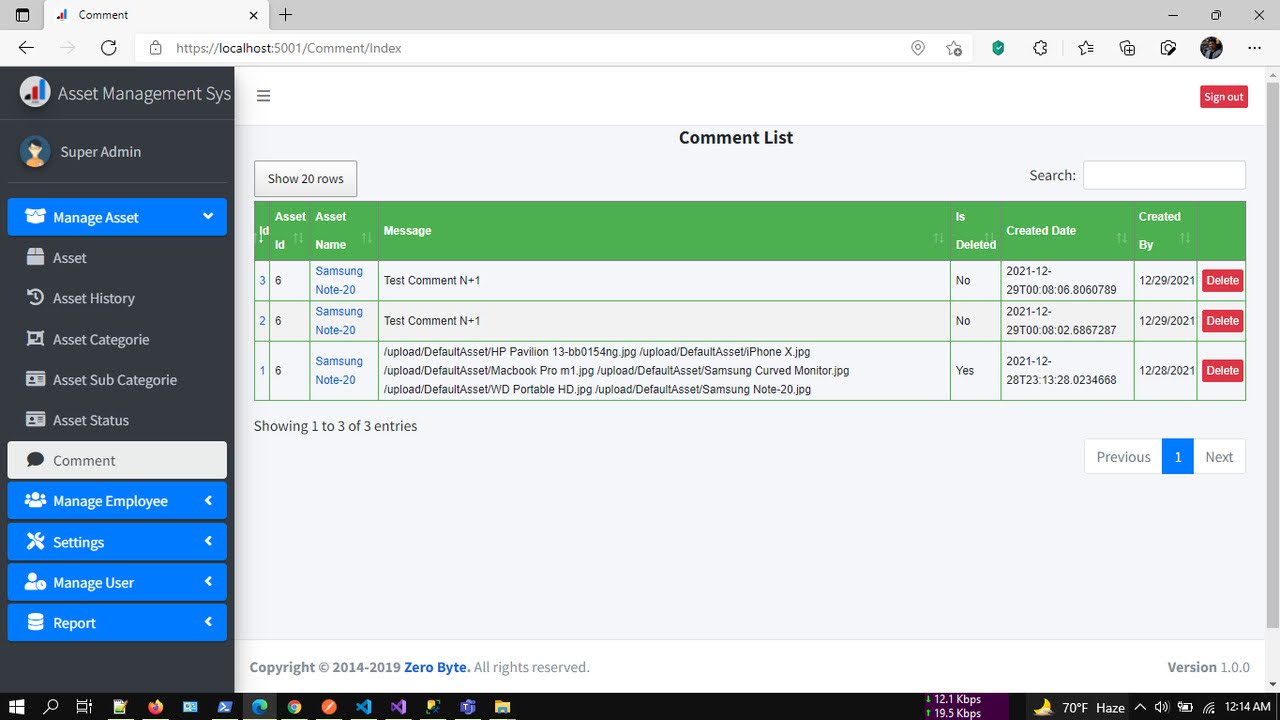 Comment
https://localhost:5001/Comment/Index
Asset Management Sys
Sign out
Super Admin
Manage Asset
Asset
Asset History
Asset Categorie
Asset Sub Categorie
Asset Status
Comment
Manage Employee
Settings
Manage User
Report
Comment List
Show 20 rows
Search:
Id Asset Id Asset Name Message Is Deleted Created Date Created By
3 6 Samsung Note-20 Test Comment N+1 No 2021-12-29T00:08:06.8060789 12/29/2021 Delete
2 6 Samsung Note-20 Test Comment N+1 No 2021-12-29T00:08:02.6867287 12/29/2021 Delete
1 6 Samsung Note-20 /upload/DefaultAsset/HP Pavilion 13-bb0154ng.jpg /upload/DefaultAsset/iPhone X.jpg
/upload/DefaultAsset/Macbook Pro m1.jpg /upload/DefaultAsset/Samsung Curved Monitor.jpg
/upload/DefaultAsset/WD Portable HD.jpg /upload/DefaultAsset/Samsung Note-20.jpg
Yes 2021-12-28T23:13:28.0234668 12/28/2021 Delete
Showing 1 to 3 of 3 entries
Previous 1 Next
Copyright © 2014-2019 Zero Byte. All rights reserved.
Version 1.0.0
↓ 12.1 Kbps
↑ 19.5 Kbps
70°F Haze
12:14 AM